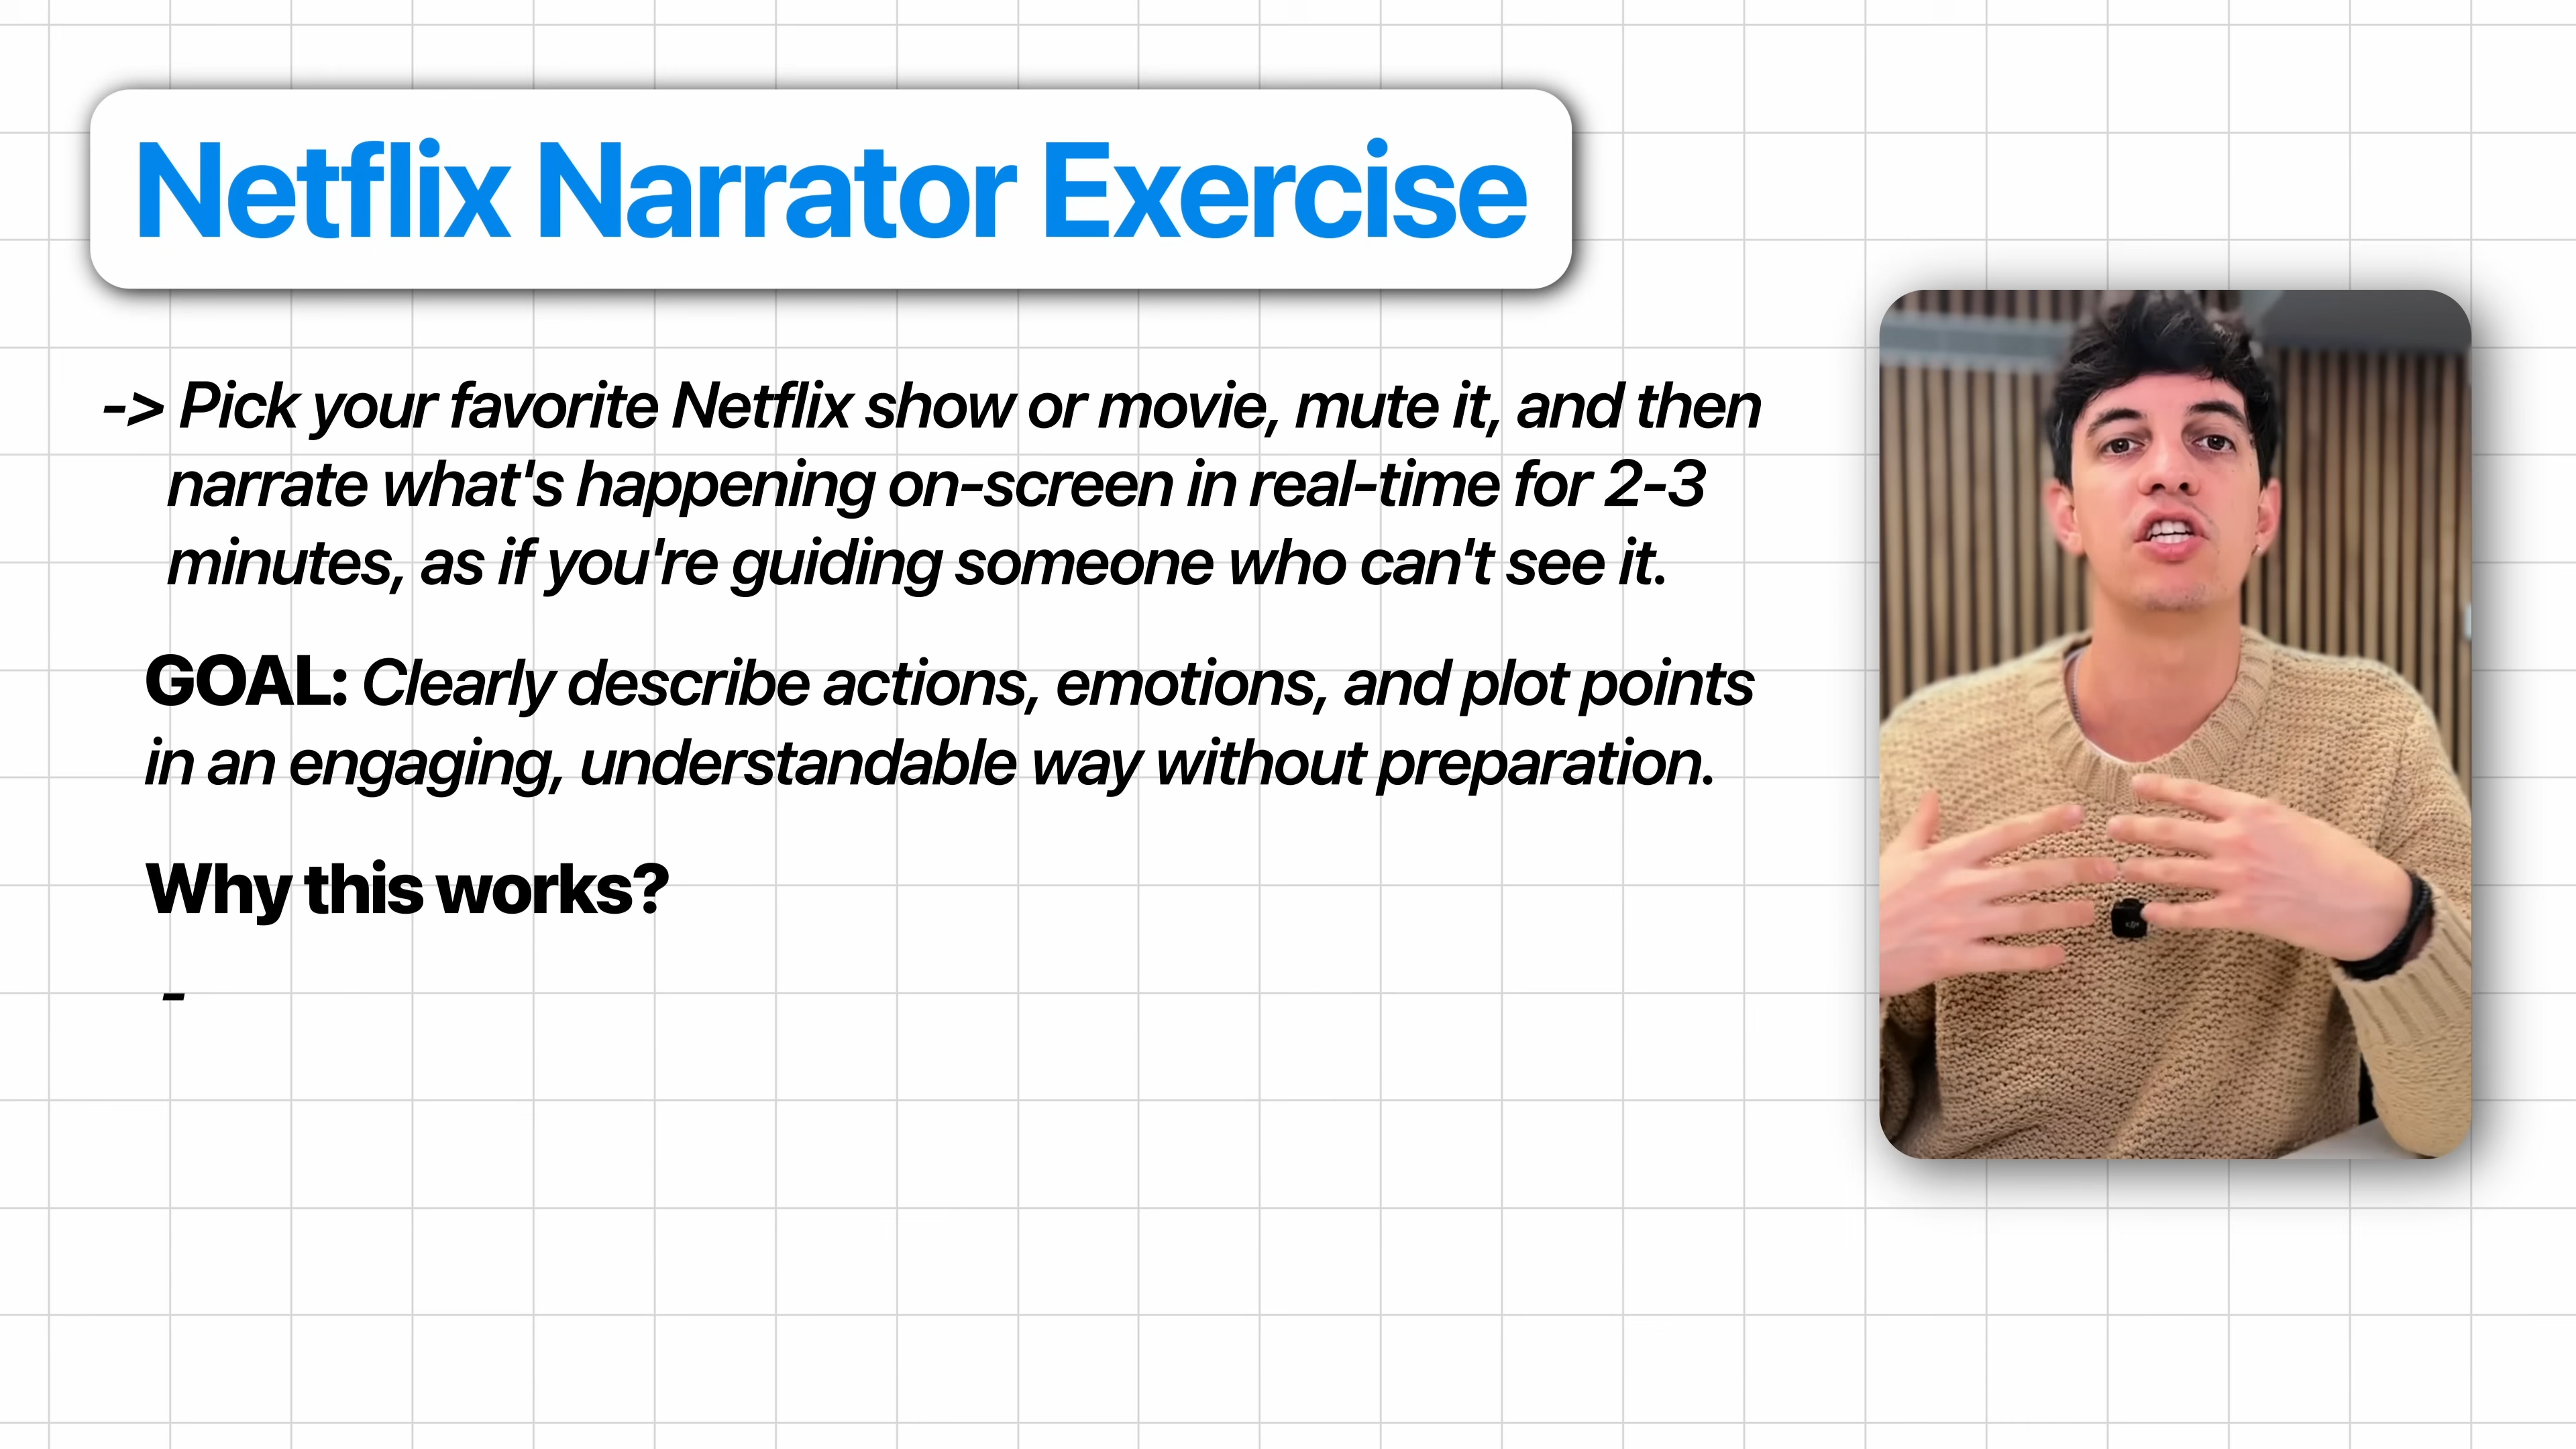 Netflix Narrator Exercise
-> Pick your favorite Netflix show or movie, mute it, and then
narrate what's happening on-screen in real-time for 2-3
minutes, as if you're guiding someone who can't see it.
GOAL: Clearly describe actions, emotions, and plot points
in an engaging, understandable way without preparation.
Why this works?
-